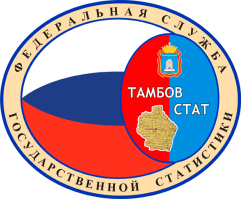 ФЕДЕРАЛЬНАЯ СЛУЖБА
ТАМБОВ
СТАТ
ГОСУДАРСТВЕННОЙ СТАТИСТИКИ